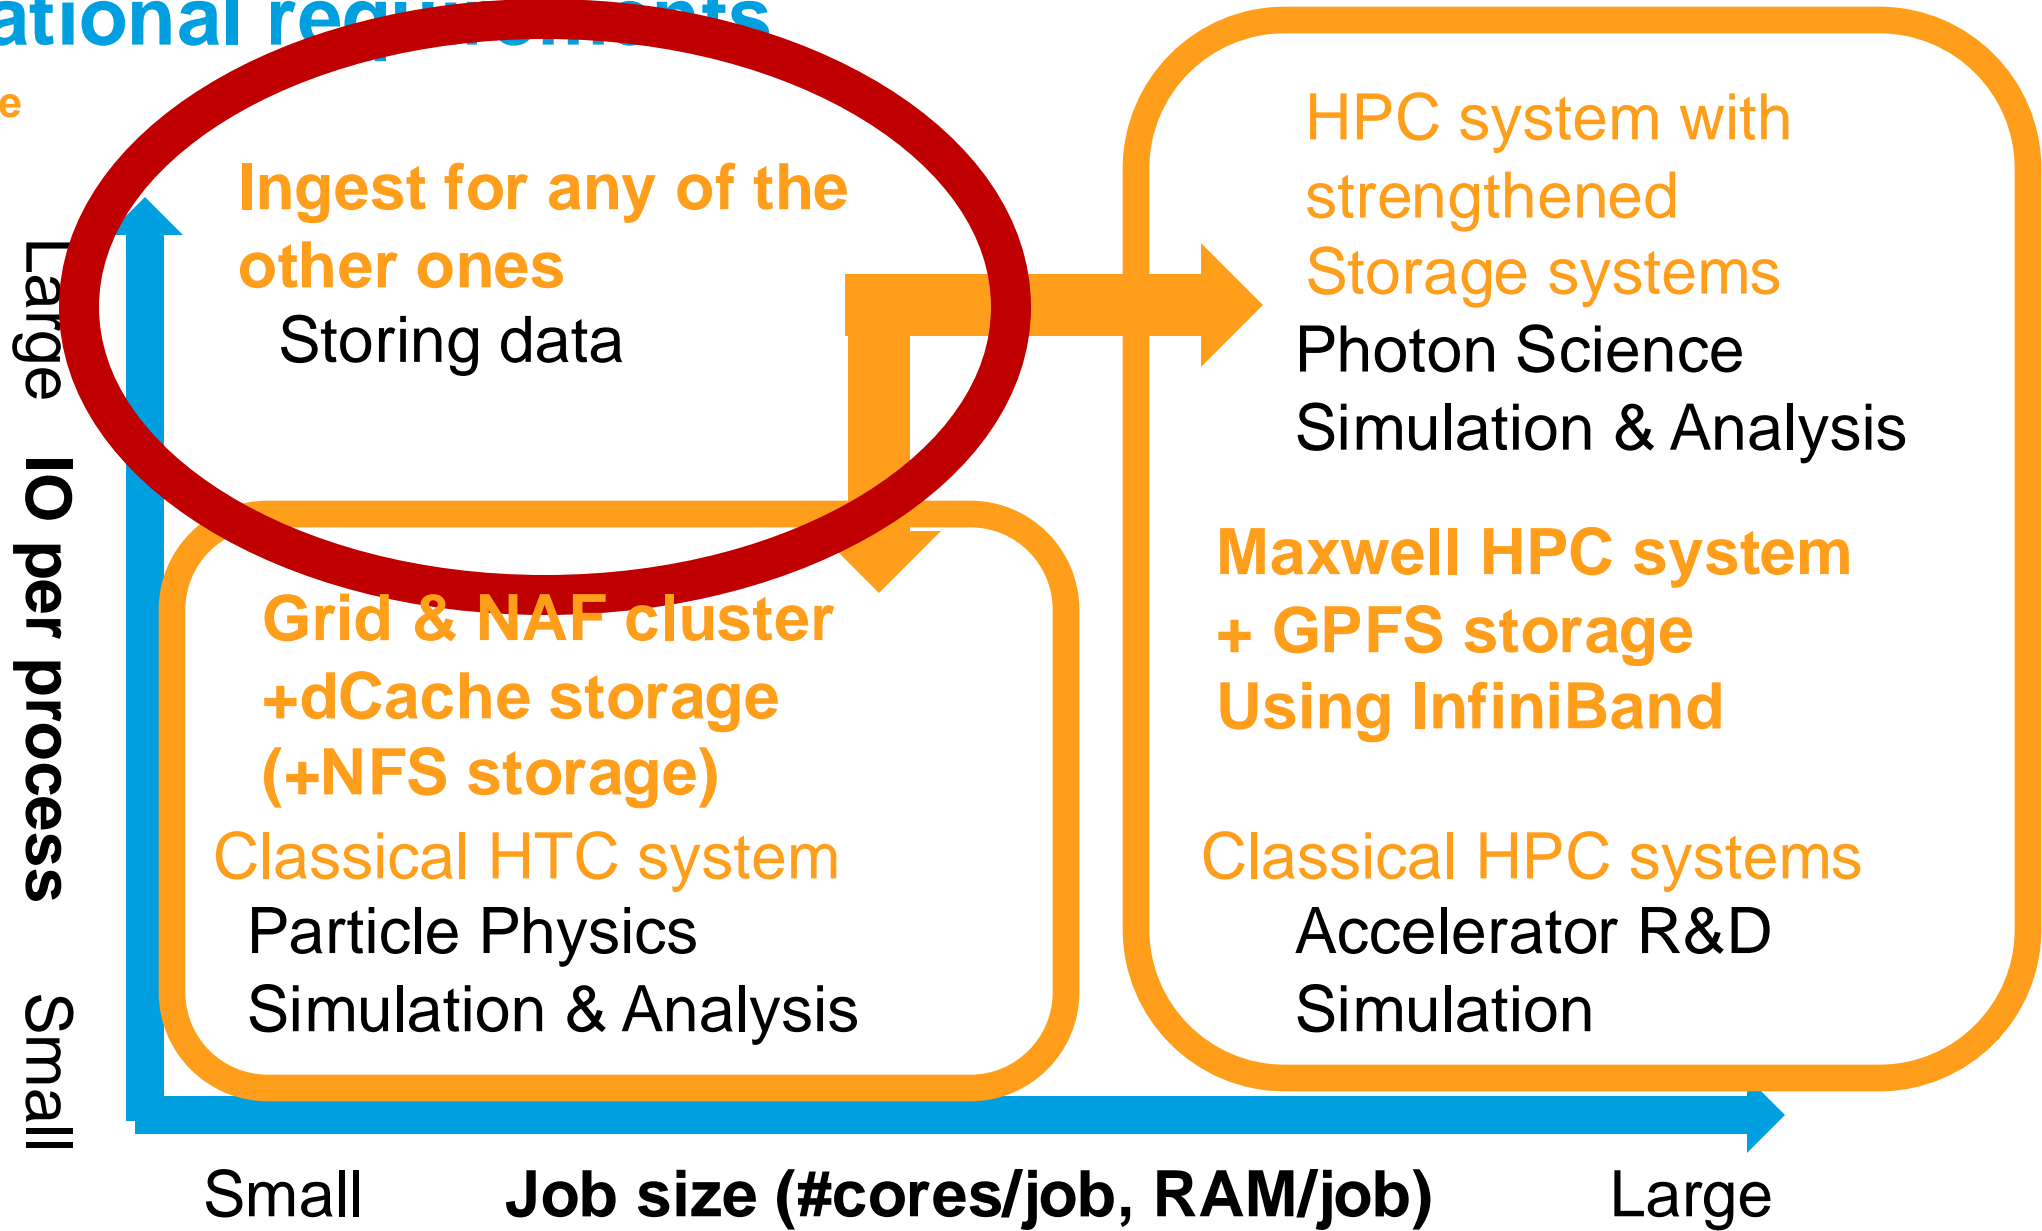 ational requirements
e
Ingest for any of the
other ones
Storing data
HPC system with
strengthened
Storage systems
Photon Science
Simulation & Analysis
Maxwell HPC system
+ GPFS storage
Using InfiniBand
Classical HPC systems
Accelerator R&D
Simulation
Grid & NAF cluster
+dCache storage
(+NFS storage)
Classical HTC system
Particle Physics
Simulation & Analysis
Large IO per process Small
Small Job size (#cores/job, RAM/job) Large